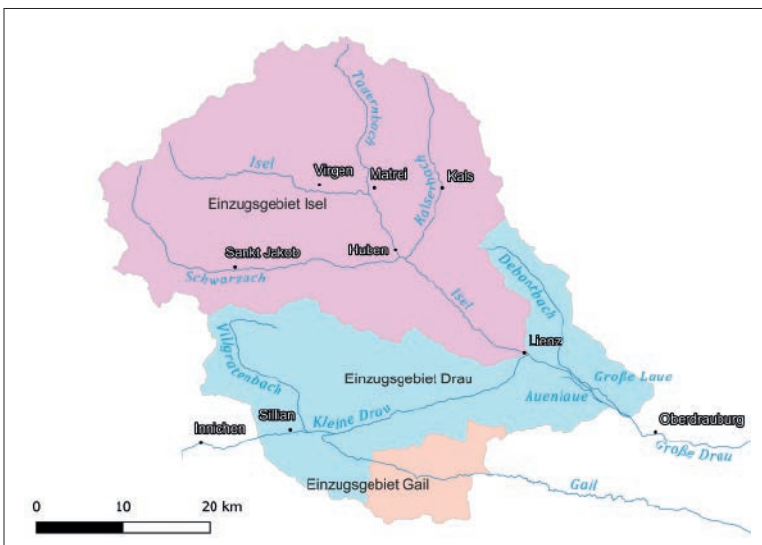 Tauernbach
Isel
Virgen
Matrei
Kalserbach
Kals
Einzugsgebiet Isel
Huben
Sankt Jakob
Schwarzach
Isel
Debantbach
Lienz
Villgratenbach
Einzugsgebiet Drau
Große Laue
Auenlaue
Sillian
Kleine Drau
Innichen
Oberdrauburg
Große Drau
Einzugsgebiet Gail
Gail
0 10 20 km